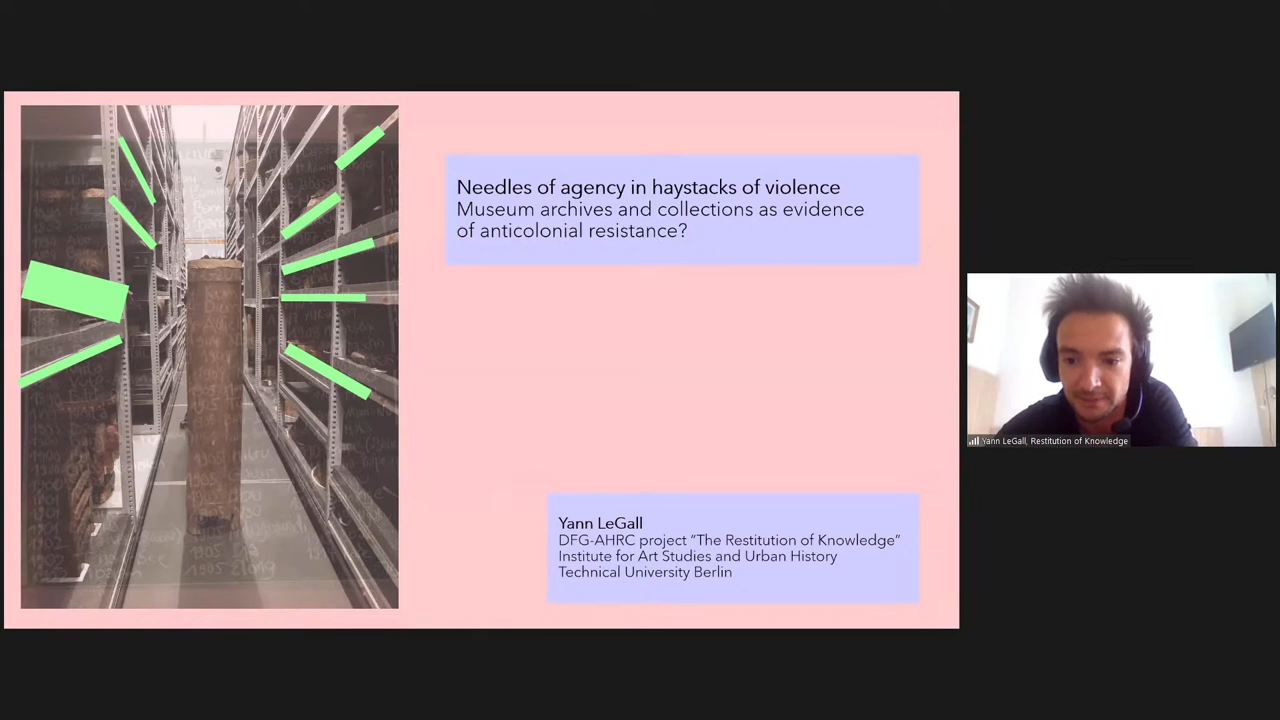 Needles of agency in haystacks of violence
Museum archives and collections as evidence
of anticolonial resistance?
Yann LeGall
DFG-AHRC project “The Restitution of Knowledge”
Institute for Art Studies and Urban History
Technical University Berlin
Yann LeGall, Restitution of Knowledge